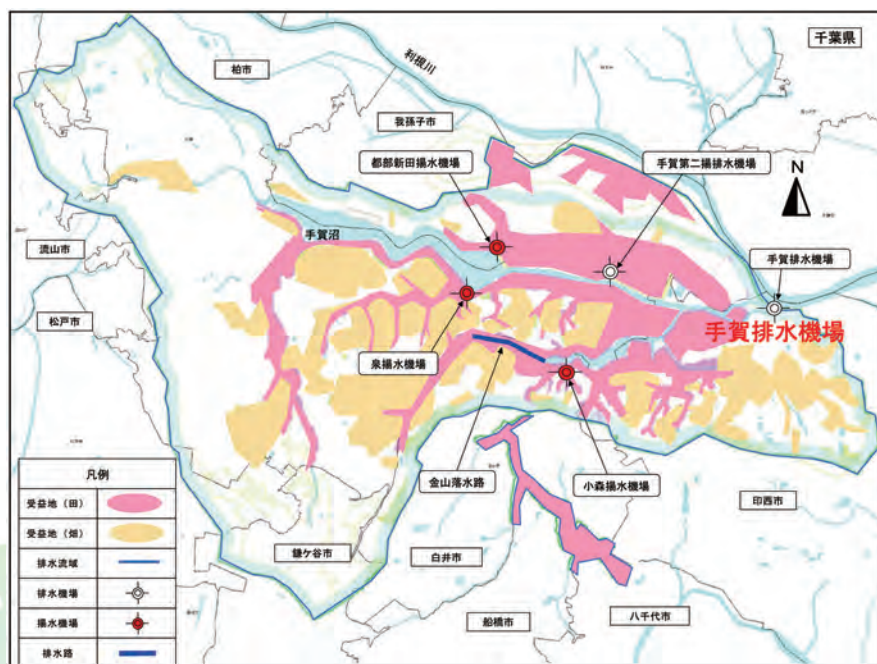 千葉県
柏市
利根川
我孫子市
都部新田揚水機場
手賀第二揚排水機場
N
手賀沼
流山市
手賀排水機場
松戸市
手賀排水機場
泉揚水機場
凡例
金山落水路
小森揚水機場
受益地(田)
印西市
受益地(畑)
鎌ケ谷市
白井市
排水流域
排水機場
船橋市
八千代市
揚水機場
排水路